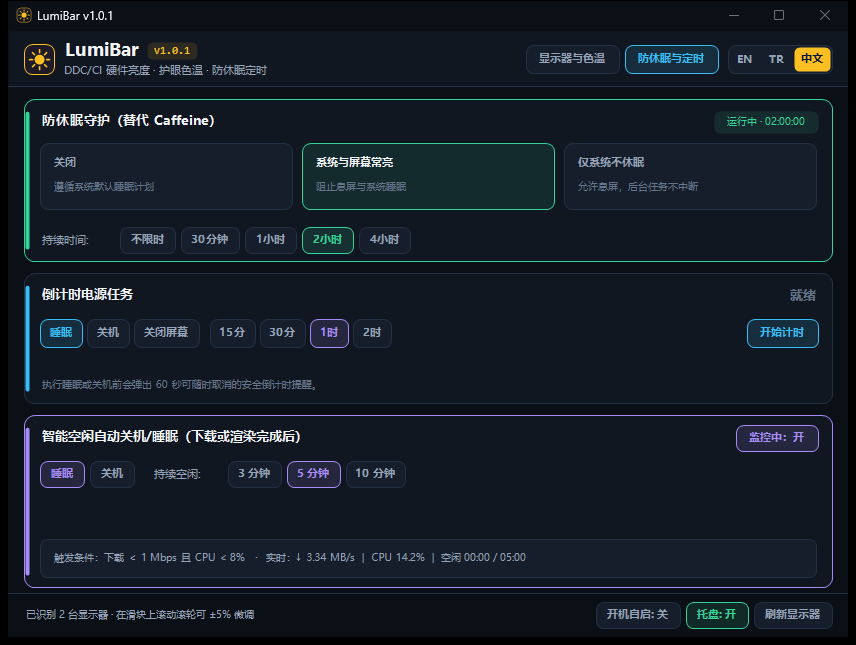 LumiBar v1.0.1
LumiBar v1.0.1
DDC/CI 硬件亮度 · 护眼色温 · 防休眠定时
显示器与色温 防休眠与定时 EN TR 中文
防休眠守护（替代 Caffeine） 运行中 · 02:00:00
关闭 系统与屏幕常亮 仅系统不休眠
遵循系统默认睡眠计划 阻止息屏与系统睡眠 允许息屏，后台任务不中断
持续时间: 不限时 30分钟 1小时 2小时 4小时
倒计时电源任务 就绪
睡眠 关机 关闭屏幕 15分 30分 1时 2时 开始计时
执行睡眠或关机前会弹出 60 秒可随时取消的安全倒计时提醒。
智能空闲自动关机/睡眠（下载或渲染完成后） 监控中：开
睡眠 关机 持续空闲: 3 分钟 5 分钟 10 分钟
触发条件：下载 < 1 Mbps 且 CPU < 8% · 实时: ↓ 3.34 MB/s | CPU 14.2% | 空闲 00:00 / 05:00
已识别 2 台显示器 · 在滑块上滚动滚轮可 ±5% 微调 开机自启: 关 托盘: 开 刷新显示器